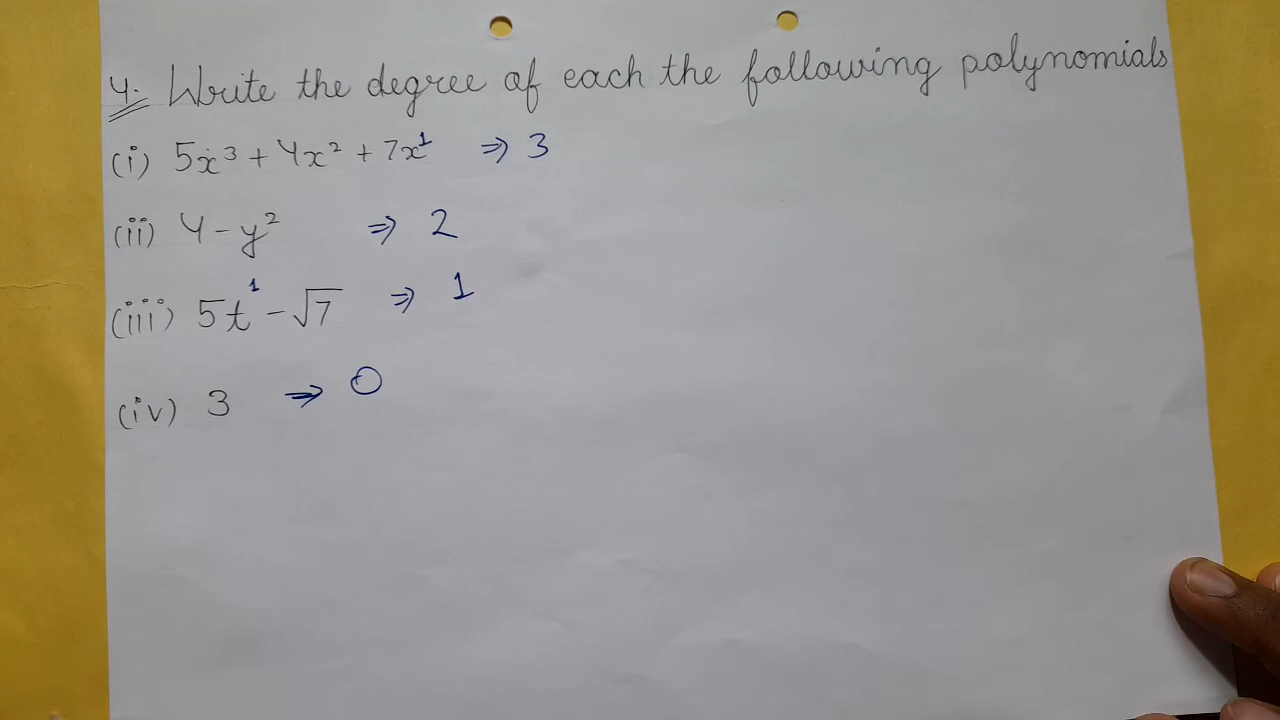 4. Write the degree of each the following polynomials
(i) 5x³ + 4x² + 7x¹ ⇒ 3
(ii) 4 - y² ⇒ 2
(iii) 5t¹ - √7 ⇒ 1
(iv) 3 ⇒ 0